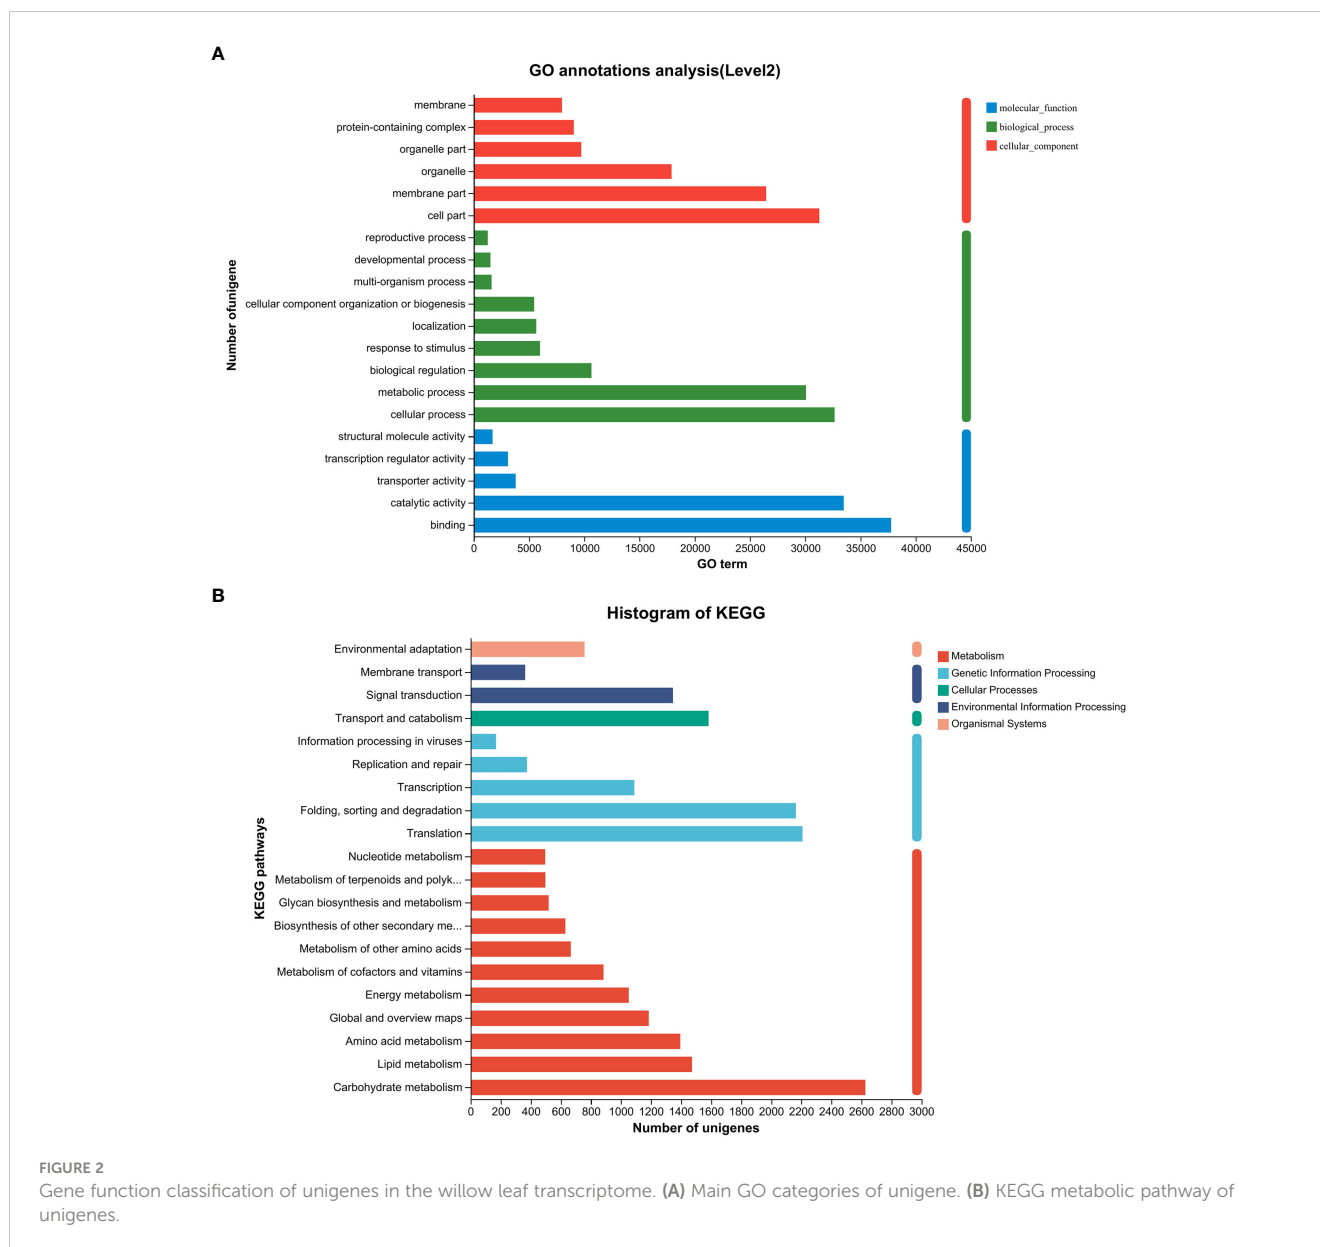 A
GO annotations analysis(Level2)
membrane
protein-containing complex
organelle part
organelle
membrane part
cell part
reproductive process
developmental process
multi-organism process
cellular component organization or biogenesis
localization
response to stimulus
biological regulation
metabolic process
cellular process
structural molecule activity
transcription regulator activity
transporter activity
catalytic activity
binding
Number ofunigene
0 5000 10000 15000 20000 25000 30000 35000 40000 45000
GO term
molecular_function
biological_process
cellular_component
B
Histogram of KEGG
Environmental adaptation
Membrane transport
Signal transduction
Transport and catabolism
Information processing in viruses
Replication and repair
Transcription
Folding, sorting and degradation
Translation
Nucleotide metabolism
Metabolism of terpenoids and polyk...
Glycan biosynthesis and metabolism
Biosynthesis of other secondary me...
Metabolism of other amino acids
Metabolism of cofactors and vitamins
Energy metabolism
Global and overview maps
Amino acid metabolism
Lipid metabolism
Carbohydrate metabolism
KEGG pathways
0 200 400 600 800 1000 1200 1400 1600 1800 2000 2200 2400 2600 2800 3000
Number of unigenes
Metabolism
Genetic Information Processing
Cellular Processes
Environmental Information Processing
Organismal Systems
FIGURE 2
Gene function classification of unigenes in the willow leaf transcriptome. (A) Main GO categories of unigene. (B) KEGG metabolic pathway of
unigenes.